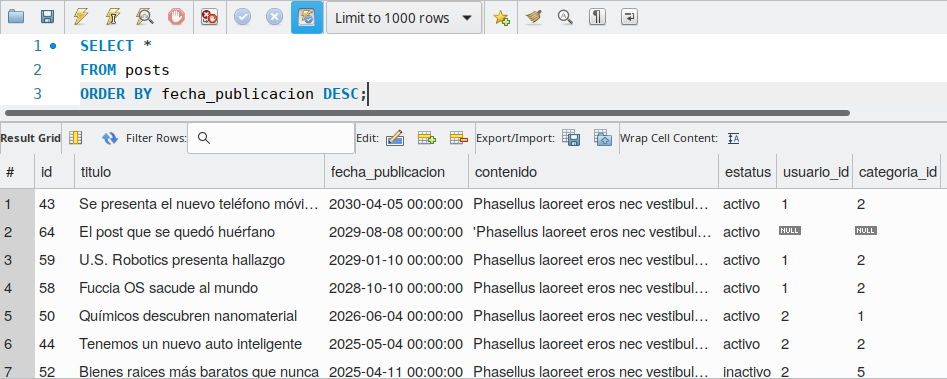 Limit to 1000 rows
1 SELECT *
2 FROM posts
3 ORDER BY fecha_publicacion DESC;
Result Grid Filter Rows: Edit: Export/Import: Wrap Cell Content: IA
# id titulo fecha_publicacion contenido estatus usuario_id categoria_id
1 43 Se presenta el nuevo teléfono móvi... 2030-04-05 00:00:00 Phasellus laoreet eros nec vestibul... activo 1 2
2 64 El post que se quedó huérfano 2029-08-08 00:00:00 'Phasellus laoreet eros nec vestibul... activo NULL NULL
3 59 U.S. Robotics presenta hallazgo 2029-01-10 00:00:00 Phasellus laoreet eros nec vestibul... activo 1 2
4 58 Fuccia OS sacude al mundo 2028-10-10 00:00:00 Phasellus laoreet eros nec vestibul... activo 1 2
5 50 Químicos descubren nanomaterial 2026-06-04 00:00:00 Phasellus laoreet eros nec vestibul... activo 2 1
6 44 Tenemos un nuevo auto inteligente 2025-05-04 00:00:00 Phasellus laoreet eros nec vestibul... activo 2 2
7 52 Bienes raices más baratos que nunca 2025-04-11 00:00:00 Phasellus laoreet eros nec vestibul... inactivo 2 5